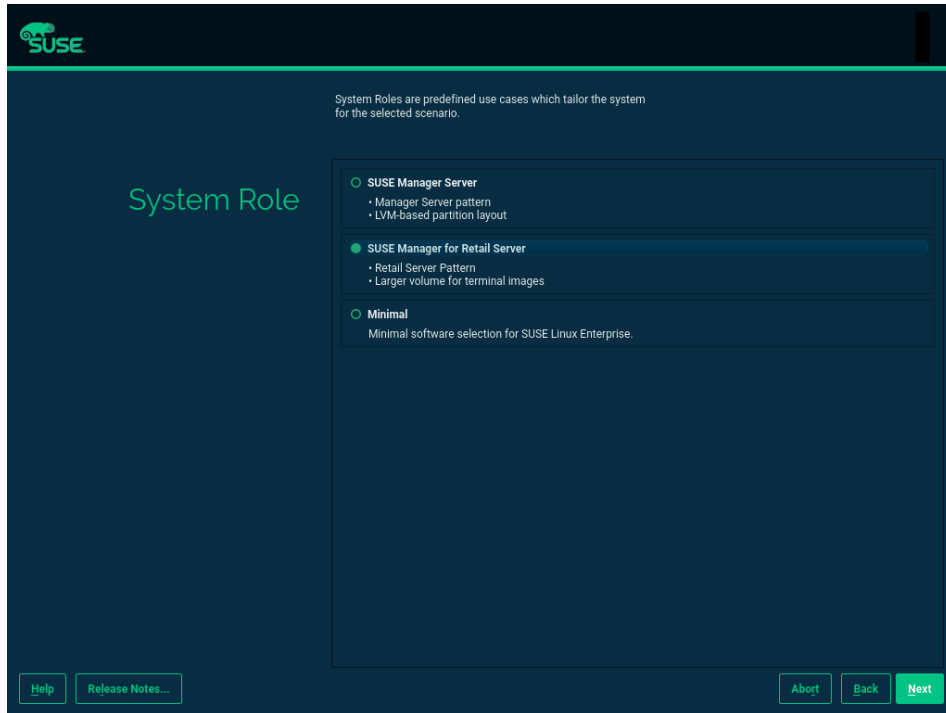 SUSE
System Roles are predefined use cases which tailor the system
for the selected scenario.
System Role
SUSE Manager Server
• Manager Server pattern
• LVM-based partition layout
SUSE Manager for Retail Server
• Retail Server Pattern
• Larger volume for terminal images
Minimal
Minimal software selection for SUSE Linux Enterprise.
Help
Release Notes...
Abort
Back
Next